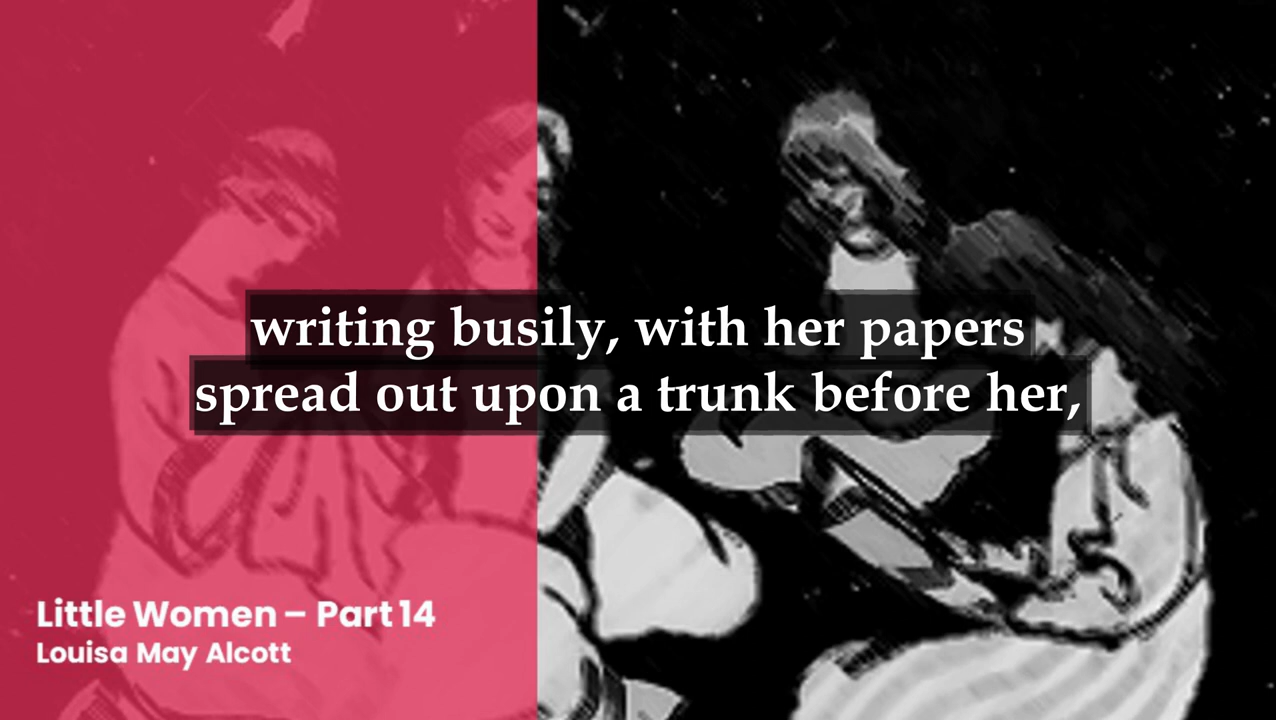 writing busily, with her papers
spread out upon a trunk before her,
Little Women – Part 14
Louisa May Alcott